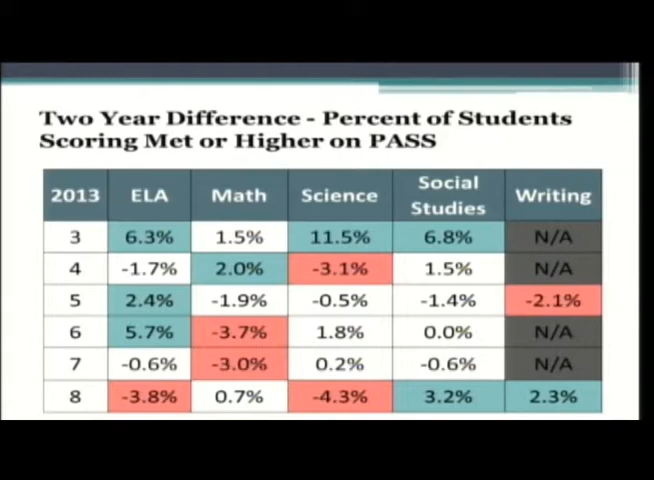 Two Year Difference - Percent of Students
Scoring Met or Higher on PASS
2013 ELA Math Science Social Studies Writing
3 6.3% 1.5% 11.5% 6.8% N/A
4 -1.7% 2.0% -3.1% 1.5% N/A
5 2.4% -1.9% -0.5% -1.4% -2.1%
6 5.7% -3.7% 1.8% 0.0% N/A
7 -0.6% -3.0% 0.2% -0.6% N/A
8 -3.8% 0.7% -4.3% 3.2% 2.3%